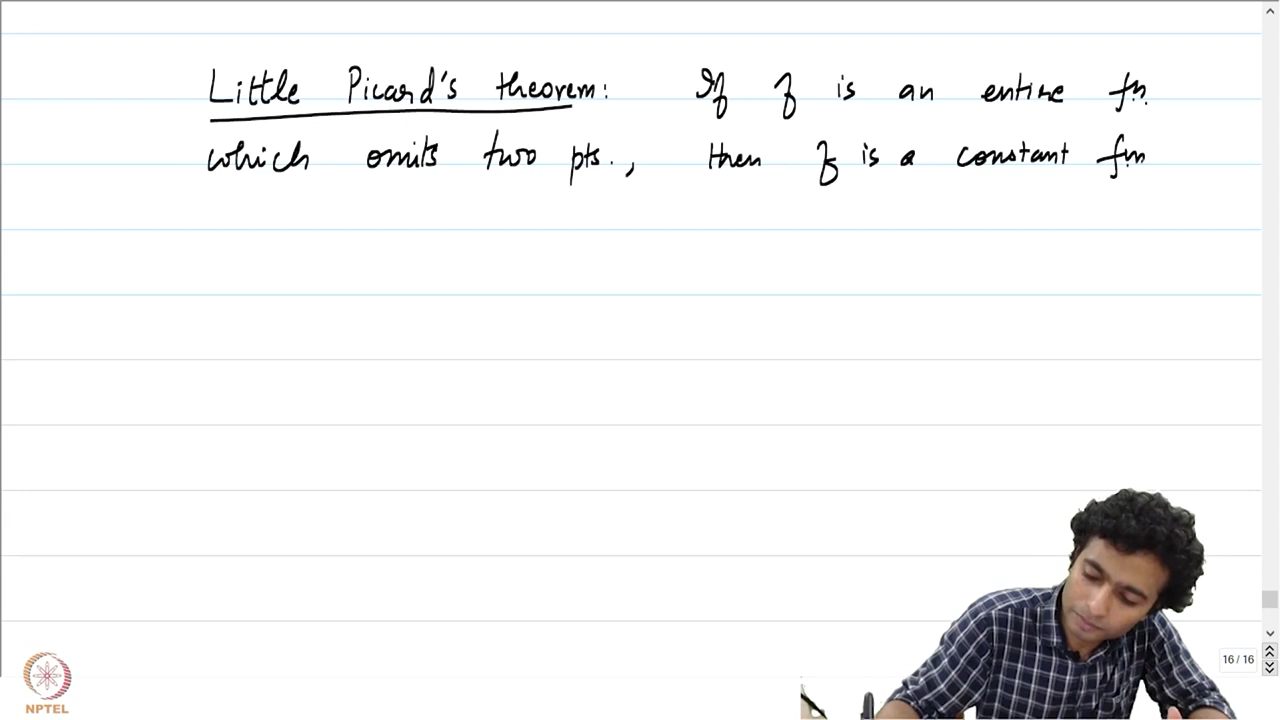 Little Picard's theorem: If f is an entire fn.
which omits two pts., then f is a constant fn
16 / 16
NPTEL